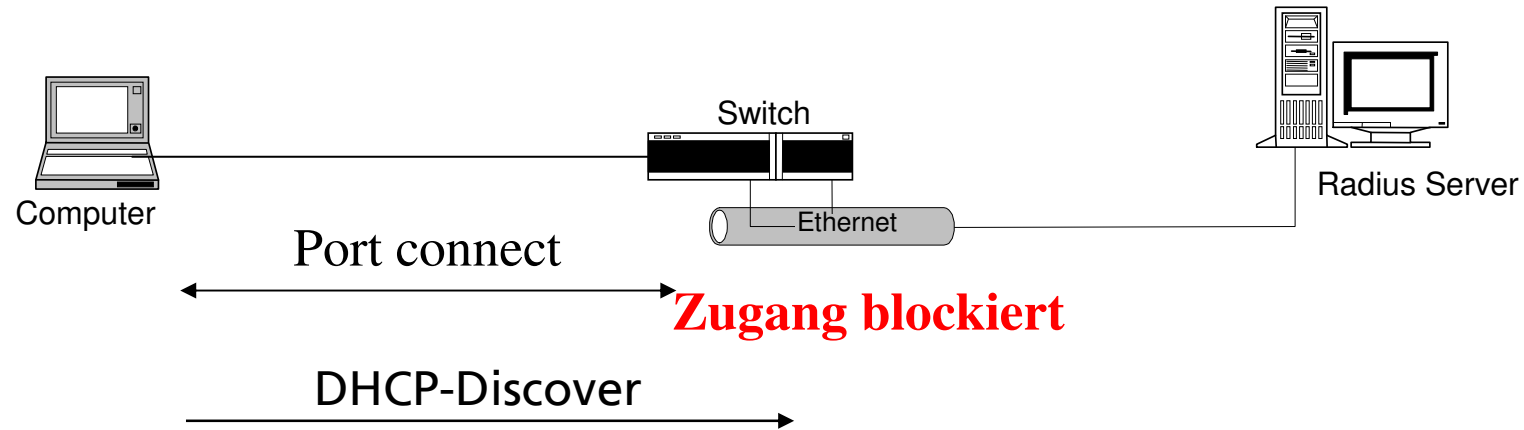 Switch
Radius Server
Computer
Ethernet
Port connect
Zugang blockiert
DHCP-Discover